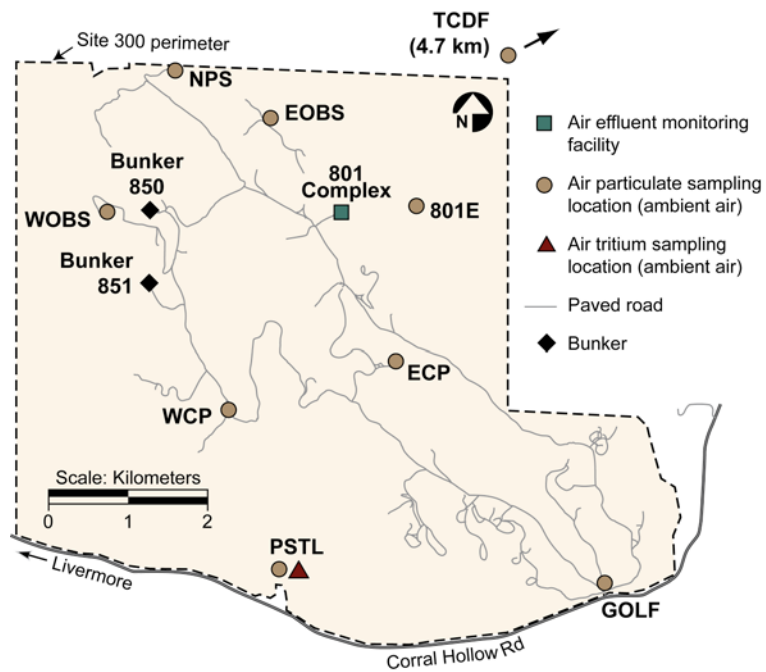 TCDF
(4.7 km)
Site 300 perimeter
NPS
EOBS
N
Air effluent monitoring
facility
Bunker
850
801
Complex
801E
Air particulate sampling
location (ambient air)
WOBS
Bunker
851
Air tritium sampling
location (ambient air)
Paved road
Bunker
ECP
WCP
Scale: Kilometers
0 1 2
PSTL
Livermore
GOLF
Corral Hollow Rd